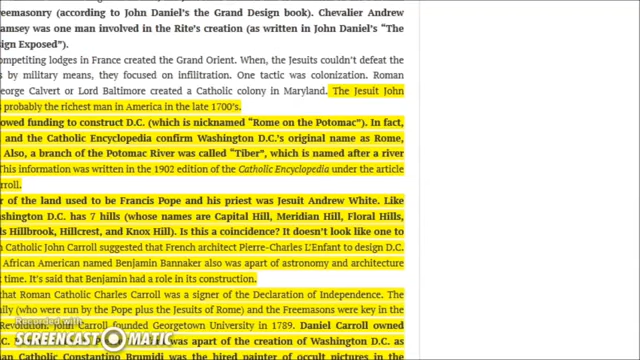 eemasonry (according to John Daniel's the Grand Design book). Chevalier Andrew
amsey was one man involved in the Rite's creation (as written in John Daniel's "The
sign Exposed").
ompeting lodges in France created the Grand Orient. When, the Jesuits couldn't defeat the
s by military means, they focused on infilitration. One tactic was colonization. Roman
eorge Calvert or Lord Baltimore created a Catholic colony in Maryland. The Jesuit John
s probably the richest man in America in the late 1700's.
owed funding to construct D.C. (which is nicknamed "Rome on the Potomac"). In fact,
and the Catholic Encyclopedia confirm Washington D.C.'s original name as Rome,
Also, a branch of the Potomac River was called "Tiber", which is named after a river
This information was written in the 1902 edition of the Catholic Encyclopedia under the article
rroll.
r of the land used to be Francis Pope and his priest was Jesuit Andrew White. Like
shington D.C. has 7 hills (whose names are Capital Hill, Meridian Hill, Floral Hills,
ls Hillbrook, Hillcrest, and Knox Hill). Is this a coincidence? It doesn't look like one to
n Catholic John Carroll suggested that French architect Pierre-Charles L'Enfant to design D.C.
African American named Benjamin Bannaker also was apart of astronomy and architecture
t time. It's said that Benjamin had a role in its construction.
that Roman Catholic Charles Carroll was a signer of the Declaration of Independence. The
ily (who were run by the Pope plus the Jesuits of Rome) and the Freemasons were key in the
Revolution. John Carroll founded Georgetown University in 1789. Daniel Carroll owned
was apart of the creation of Washington D.C. as
an Catholic Constantino Brumidi was the hired painter of occult pictures in the
Recorded with
SCREENCAST-O-MATIC